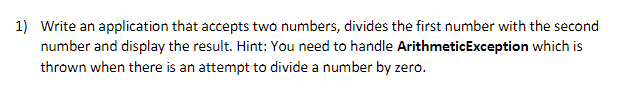 1) Write an application that accepts two numbers, divides the first number with the second
number and display the result. Hint: You need to handle ArithmeticException which is
thrown when there is an attempt to divide a number by zero.